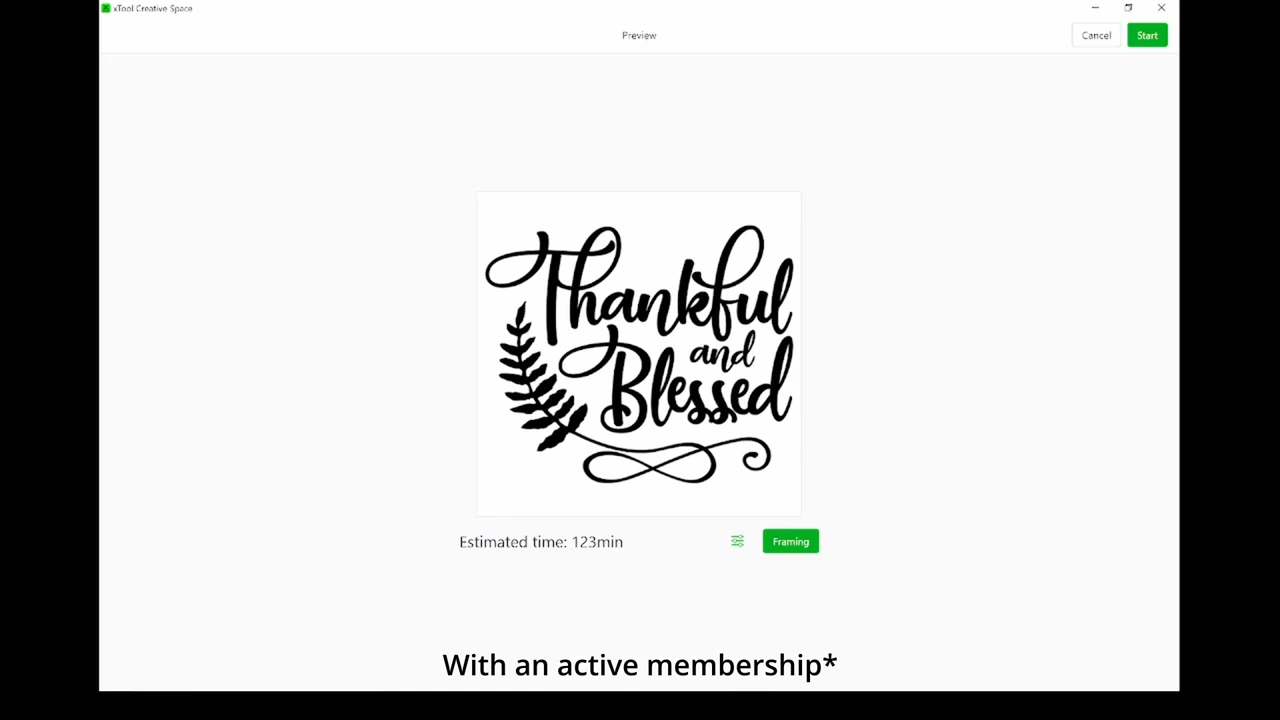 xTool Creative Space
Preview
Cancel
Start
Thankful
and
Blessed
Estimated time: 123min
Framing
With an active membership*